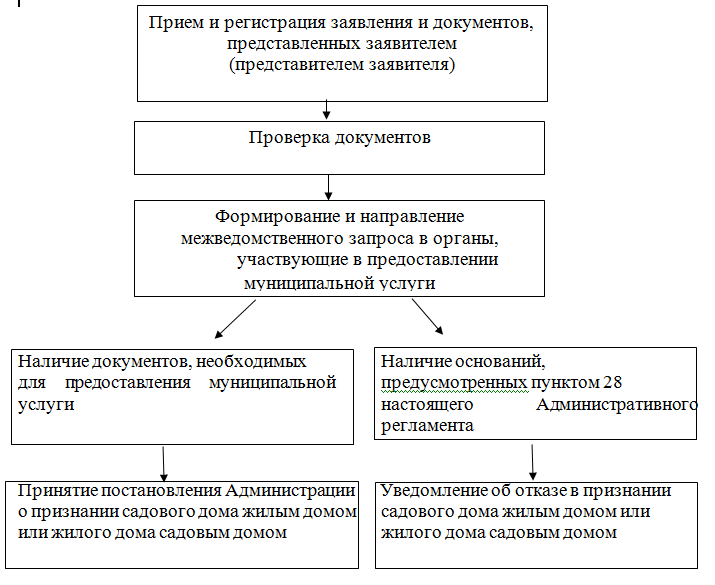 Прием и регистрация заявления и документов,
представленных заявителем
(представителем заявителя)
Проверка документов
Формирование и направление
межведомственного запроса в органы,
участвующие в предоставлении
муниципальной услуги
Наличие документов, необходимых
для предоставления муниципальной
услуги
Наличие оснований,
предусмотренных пунктом 28
настоящего Административного
регламента
Принятие постановления Администрации
о признании садового дома жилым домом
или жилого дома садовым домом
Уведомление об отказе в признании
садового дома жилым домом или
жилого дома садовым домом